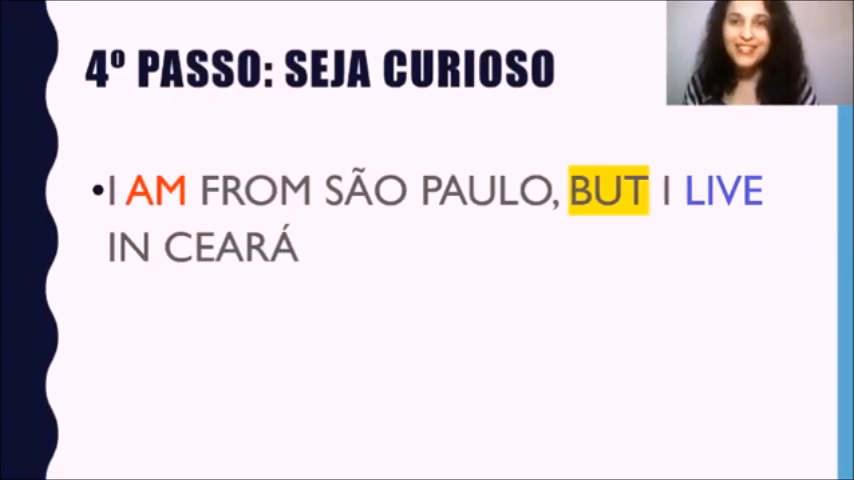 4º PASSO: SEJA CURIOSO
•I AM FROM SÃO PAULO, BUT I LIVE
IN CEARÁ